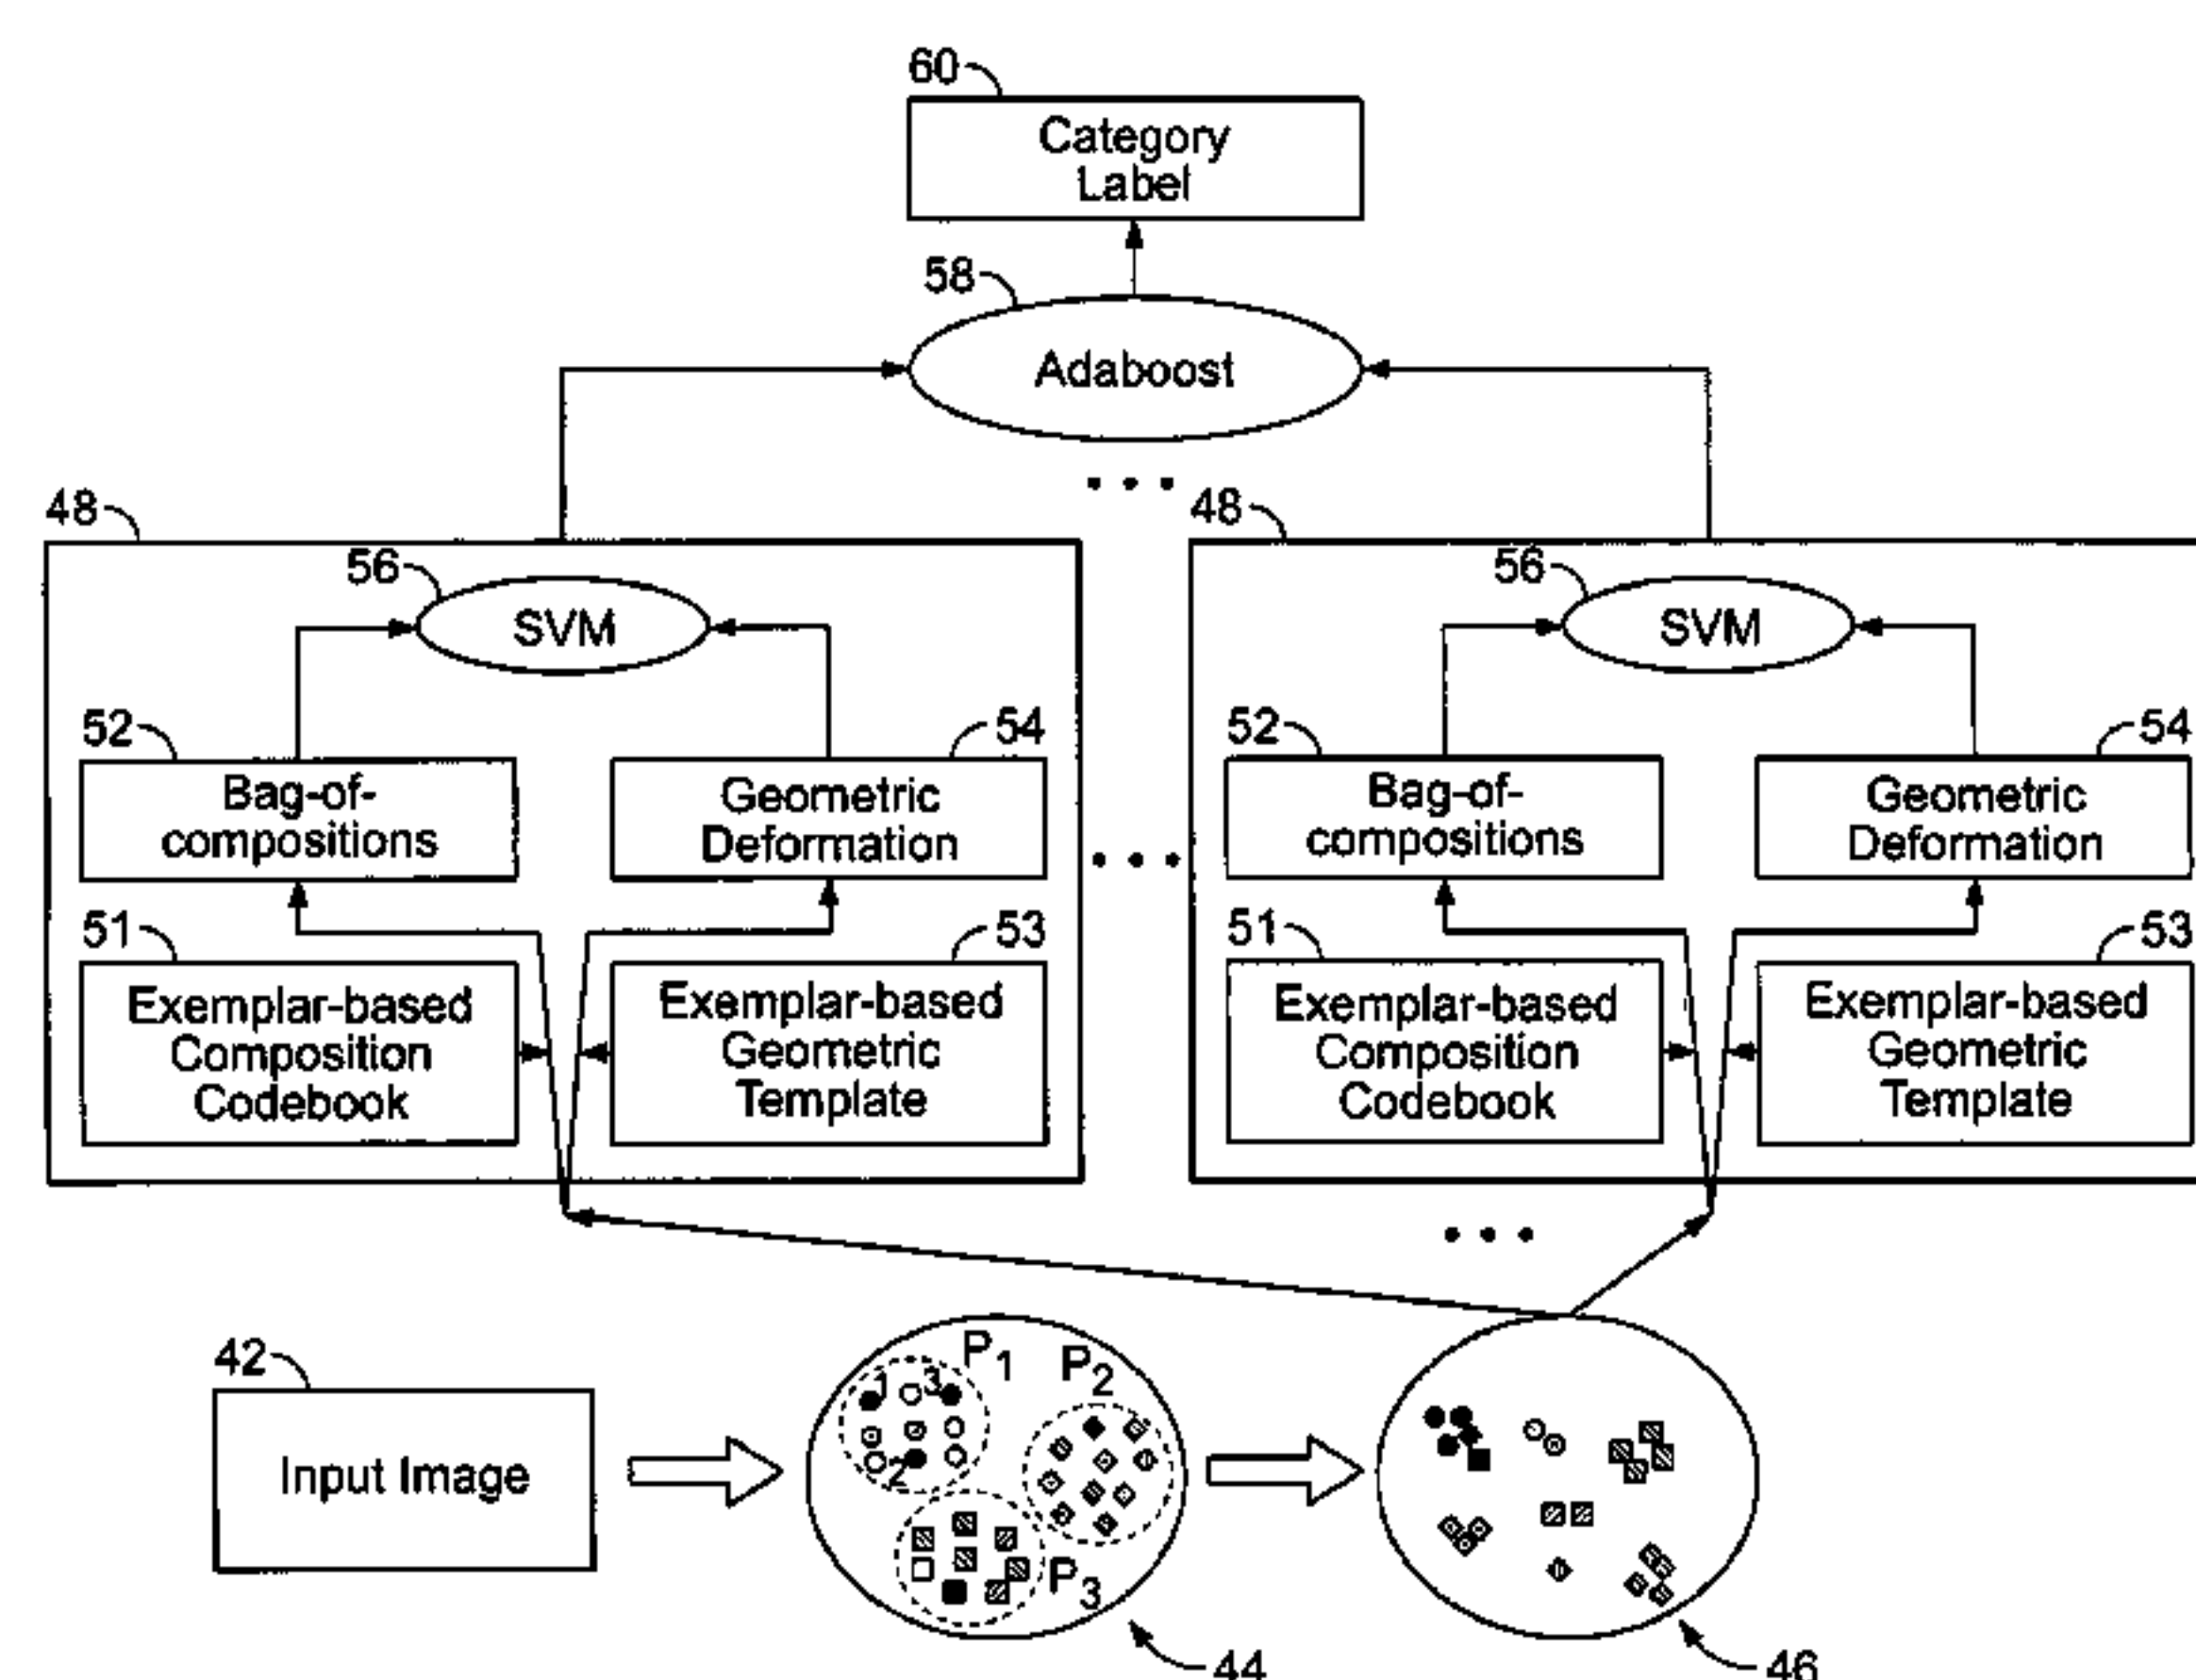 60
Category
Label
58
Adaboost
48
48
56
SVM
56
SVM
52
Bag-of-
compositions
54
Geometric
Deformation
52
Bag-of-
compositions
54
Geometric
Deformation
51
Exemplar-based
Composition
Codebook
53
Exemplar-based
Geometric
Template
51
Exemplar-based
Composition
Codebook
53
Exemplar-based
Geometric
Template
42
Input Image
P1
1
3
2
P2
P3
44
46